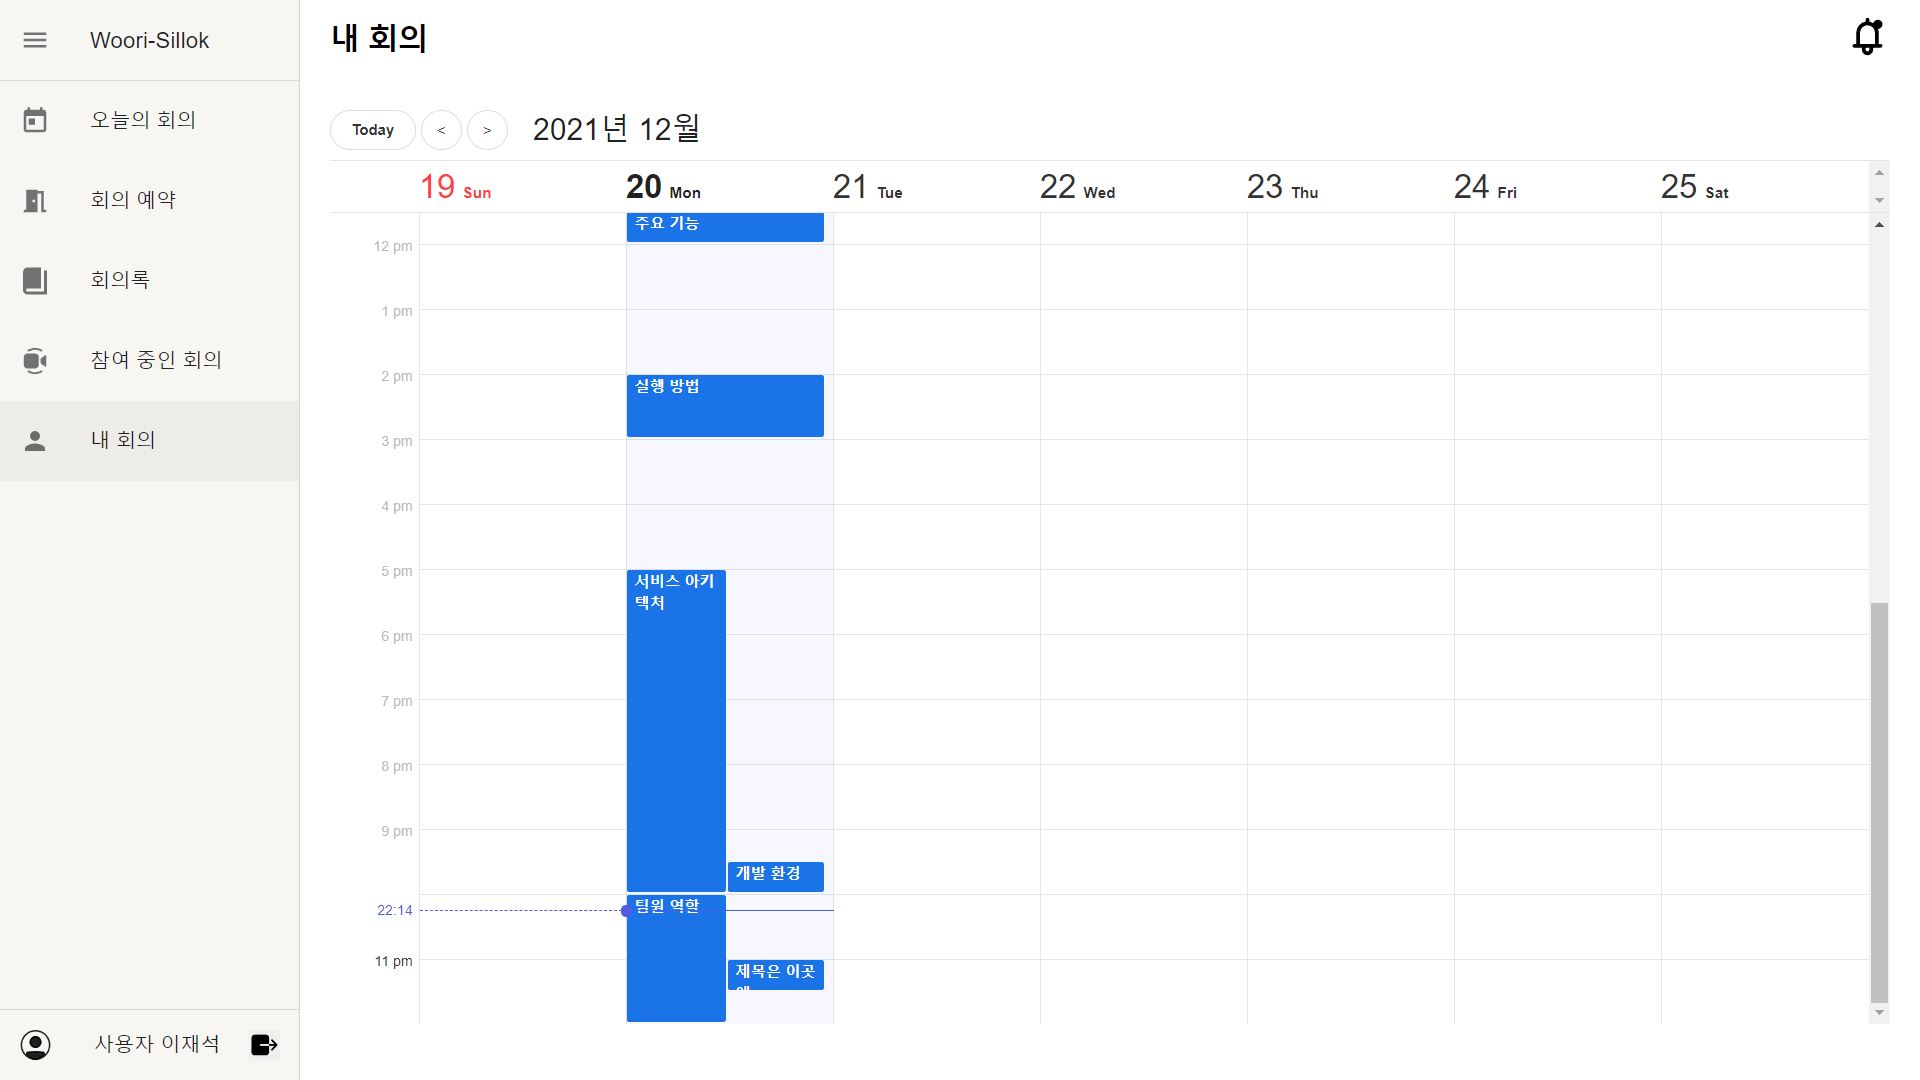 Woori-Sillok
오늘의 회의
회의 예약
회의록
참여 중인 회의
내 회의
사용자 이재석
내 회의
Today < > 2021년 12월
19 Sun 20 Mon 21 Tue 22 Wed 23 Thu 24 Fri 25 Sat
주요 기능
12 pm
1 pm
2 pm
실행 방법
3 pm
4 pm
5 pm
서비스 아키
텍처
6 pm
7 pm
8 pm
9 pm
개발 환경
팀원 역할
22:14
11 pm
제목은 이곳